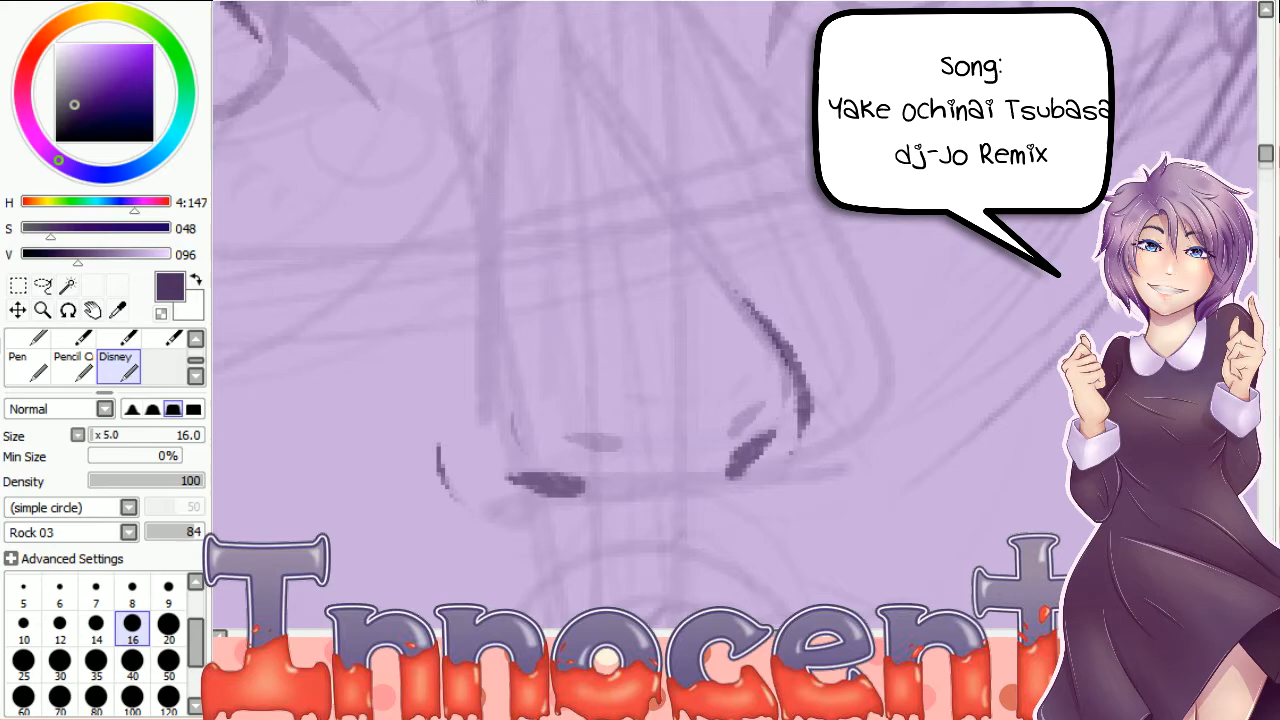 Song:
Yake Ochinai Tsubasa
dj-Jo Remix
H 4:147
S 048
V 096
Pen Pencil O Disney
Normal
Size x 5.0 16.0
Min Size 0%
Density 100
(simple circle) 50
Rock 03 84
Advanced Settings
5 6 7 8 9
10 12 14 16 20
25 30 35 40 50
60 70 80 100 120
Innocent